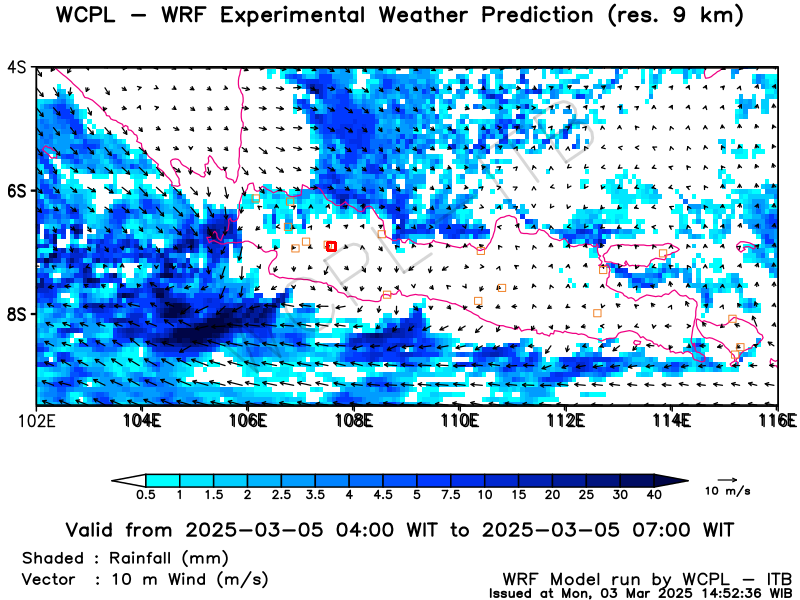 WCPL – WRF Experimental Weather Prediction (res. 9 km)
4S
6S
8S
102E 104E 106E 108E 110E 112E 114E 116E
WCPL ITB
0.5 1 1.5 2 2.5 3.5 4 4.5 5 7.5 10 15 20 25 30 40
10 m/s
Valid from 2025–03–05 04:00 WIT to 2025–03–05 07:00 WIT
Shaded : Rainfall (mm)
Vector : 10 m Wind (m/s)
WRF Model run by WCPL – ITB
Issued at Mon, 03 Mar 2025 14:52:36 WIB